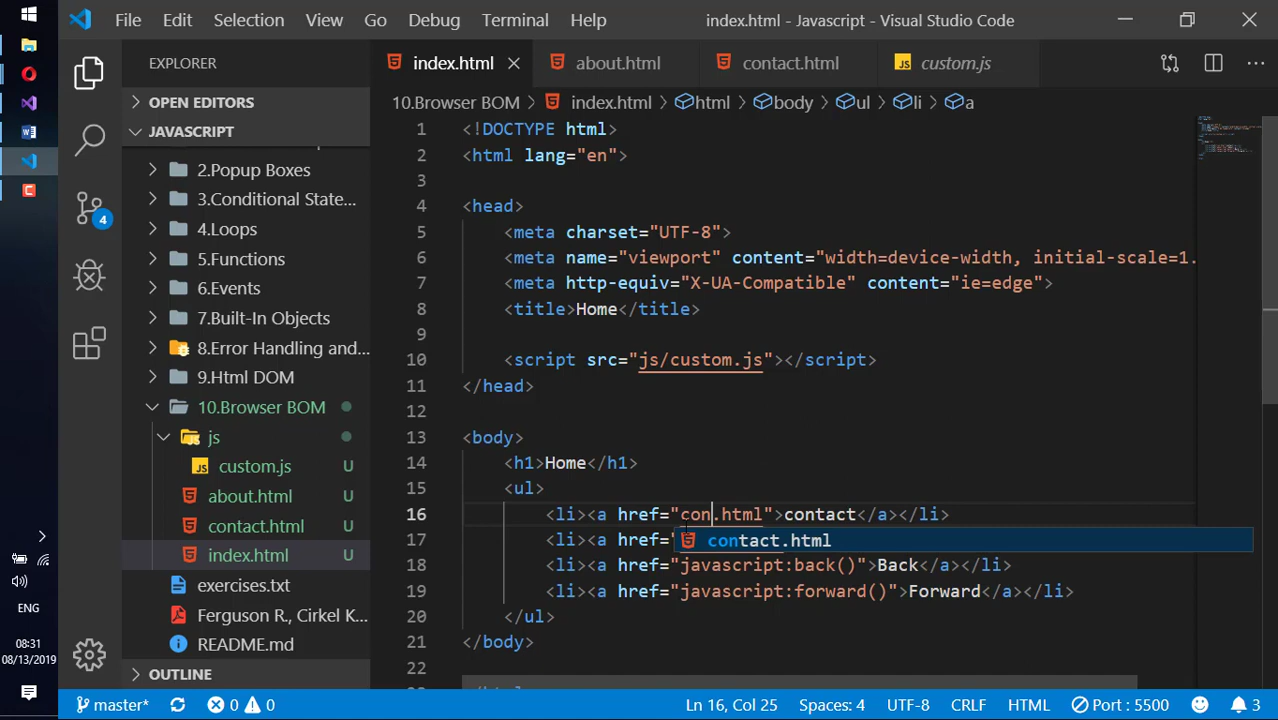 File Edit Selection View Go Debug Terminal Help index.html - Javascript - Visual Studio Code
EXPLORER
OPEN EDITORS
JAVASCRIPT
2.Popup Boxes
3.Conditional State...
4.Loops
5.Functions
6.Events
7.Built-In Objects
8.Error Handling and...
9.Html DOM
10.Browser BOM
js
custom.js U
about.html U
contact.html U
index.html U
exercises.txt
Ferguson R., Cirkel K...
README.md
OUTLINE
4
index.html about.html contact.html JS custom.js
10.Browser BOM > index.html > html > body > ul > li > a
1 <!DOCTYPE html>
2 <html lang="en">
3
4 <head>
5 <meta charset="UTF-8">
6 <meta name="viewport" content="width=device-width, initial-scale=1.
7 <meta http-equiv="X-UA-Compatible" content="ie=edge">
8 <title>Home</title>
9
10 <script src="js/custom.js"></script>
11 </head>
12
13 <body>
14 <h1>Home</h1>
15 <ul>
16 <li><a href="con.html">contact</a></li>
17 <li><a href="
contact.html
18 <li><a href="javascript:back()">Back</a></li>
19 <li><a href="javascript:forward()">Forward</a></li>
20 </ul>
21 </body>
22
ENG
08:31
08/13/2019
master* 0 0 Ln 16, Col 25 Spaces: 4 UTF-8 CRLF HTML Port : 5500 3